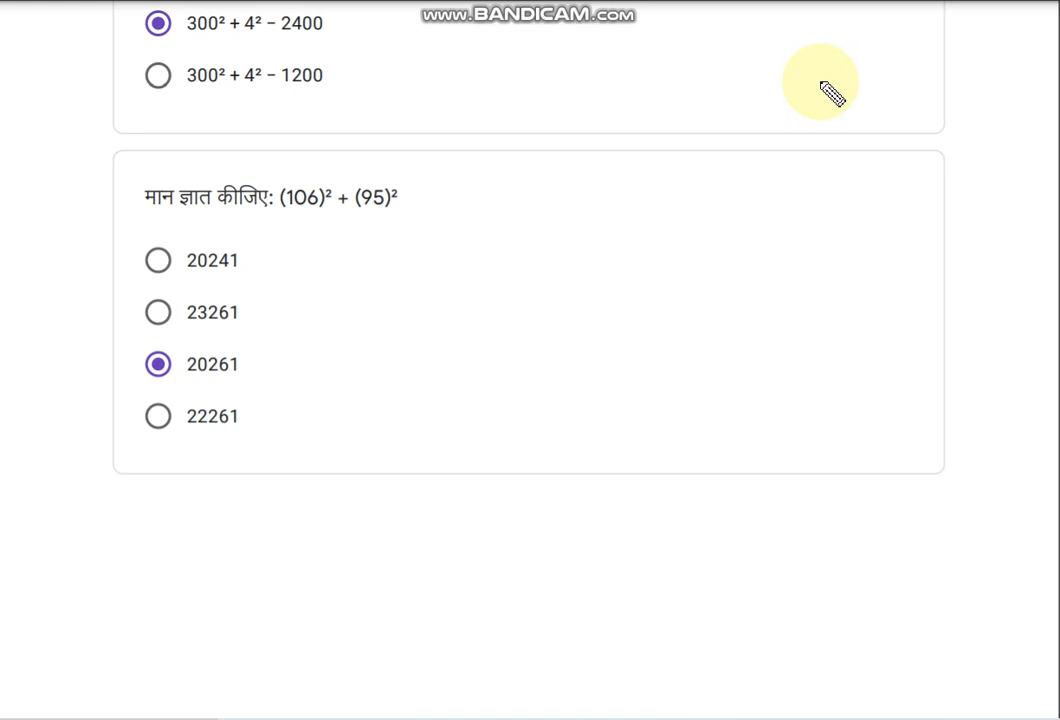 www.BANDICAM.com
300² + 4² − 2400
300² + 4² − 1200
मान ज्ञात कीजिए: (106)² + (95)²
20241
23261
20261
22261